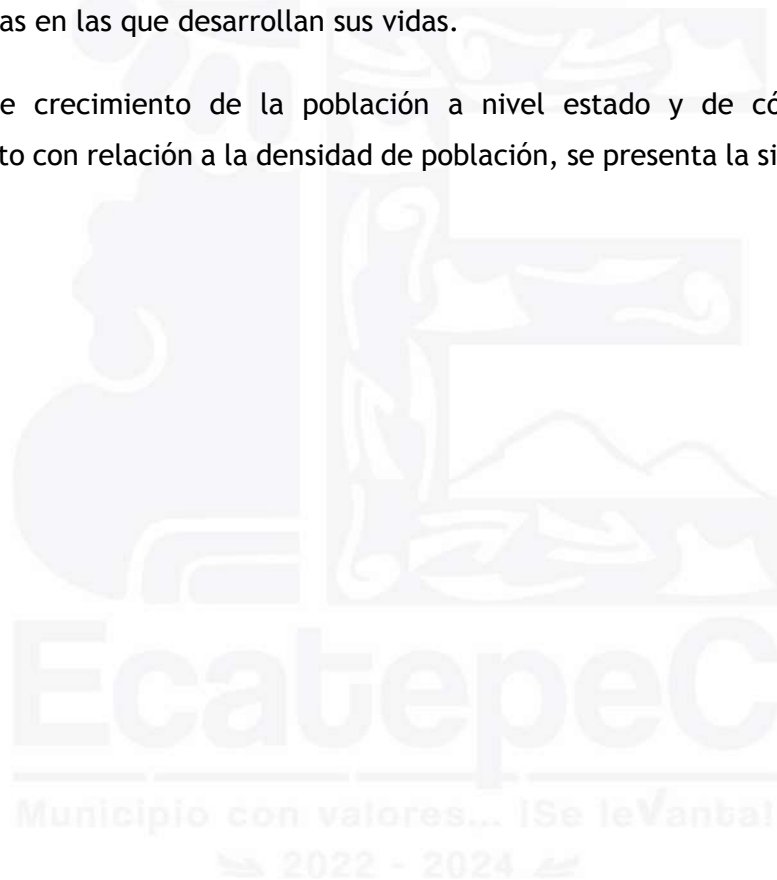 as en las que desarrollan sus vidas.
e crecimiento de la población a nivel estado y de có
to con relación a la densidad de población, se presenta la si
EcatepeC
Municipio con valores... ¡Se leVanta!
2022 - 2024